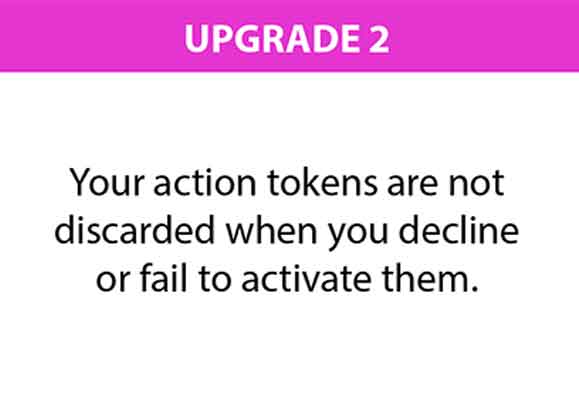 UPGRADE 2
Your action tokens are not
discarded when you decline
or fail to activate them.